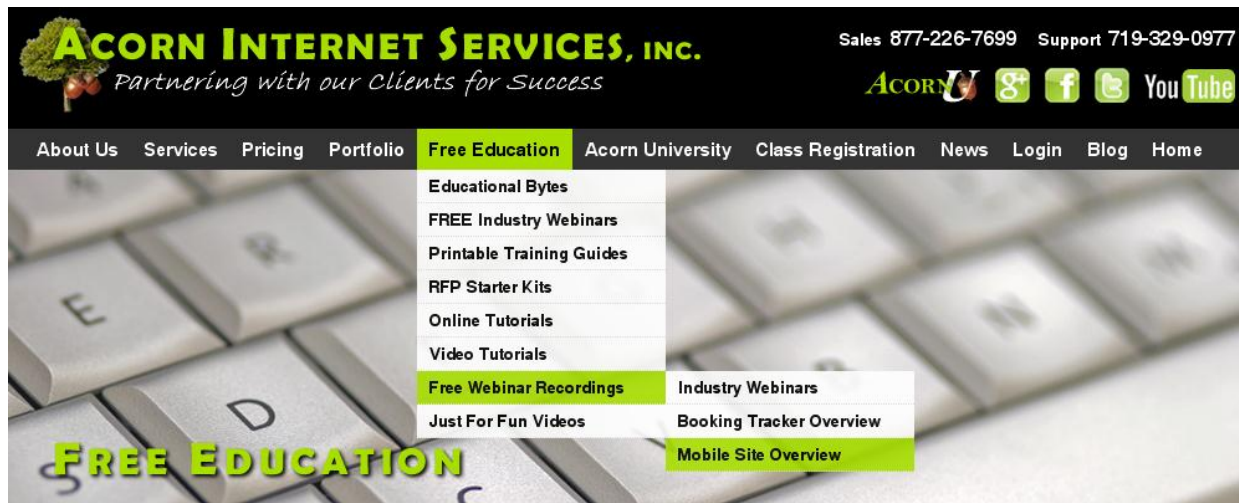 ACORN INTERNET SERVICES, INC.
Partnering with our Clients for Success
Sales 877-226-7699 Support 719-329-0977
ACORN U g+ f t You Tube
About Us Services Pricing Portfolio Free Education Acorn University Class Registration News Login Blog Home
Educational Bytes
FREE Industry Webinars
Printable Training Guides
RFP Starter Kits
Online Tutorials
Video Tutorials
Free Webinar Recordings
Industry Webinars
Just For Fun Videos
Booking Tracker Overview
Mobile Site Overview
E
D
S
FREE EDUCATION